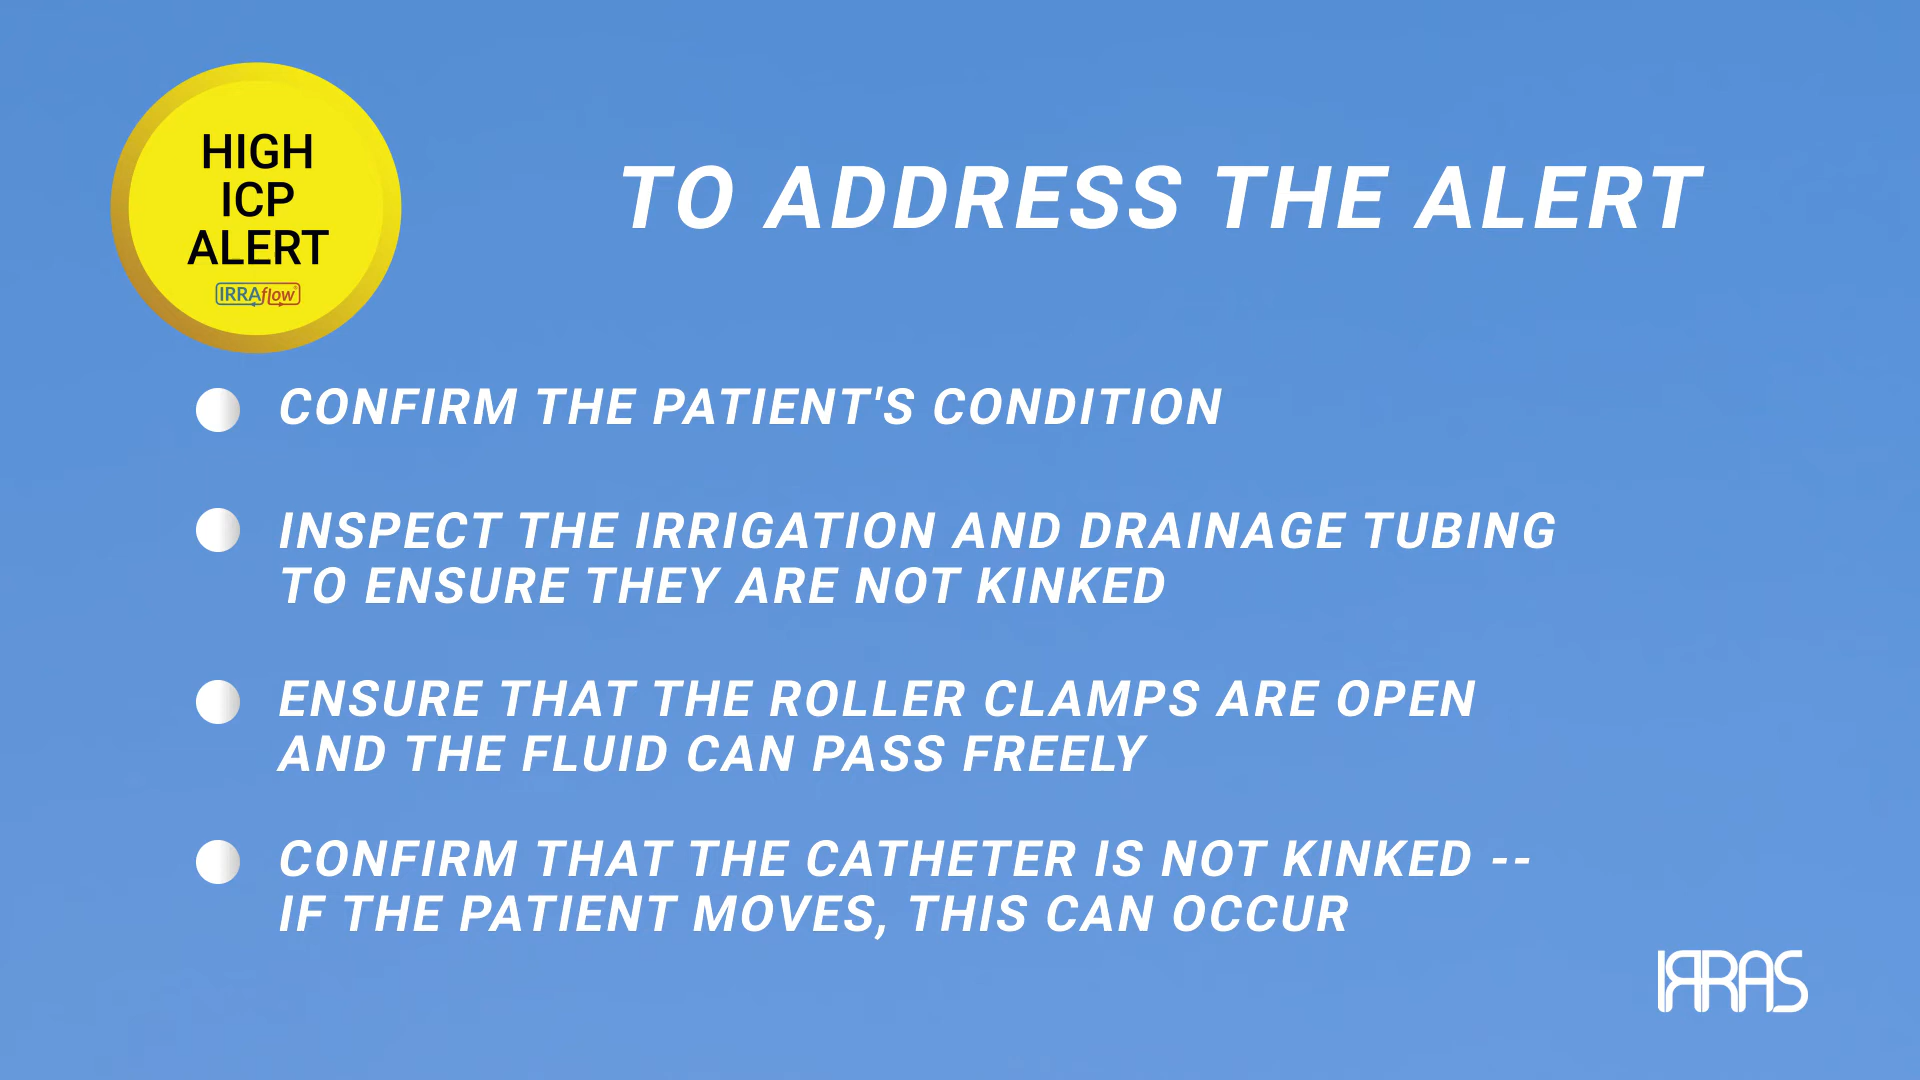 HIGH
ICP
ALERT
IRRAflow
TO ADDRESS THE ALERT
CONFIRM THE PATIENT'S CONDITION
INSPECT THE IRRIGATION AND DRAINAGE TUBING
TO ENSURE THEY ARE NOT KINKED
ENSURE THAT THE ROLLER CLAMPS ARE OPEN
AND THE FLUID CAN PASS FREELY
CONFIRM THAT THE CATHETER IS NOT KINKED --
IF THE PATIENT MOVES, THIS CAN OCCUR
IRRAS